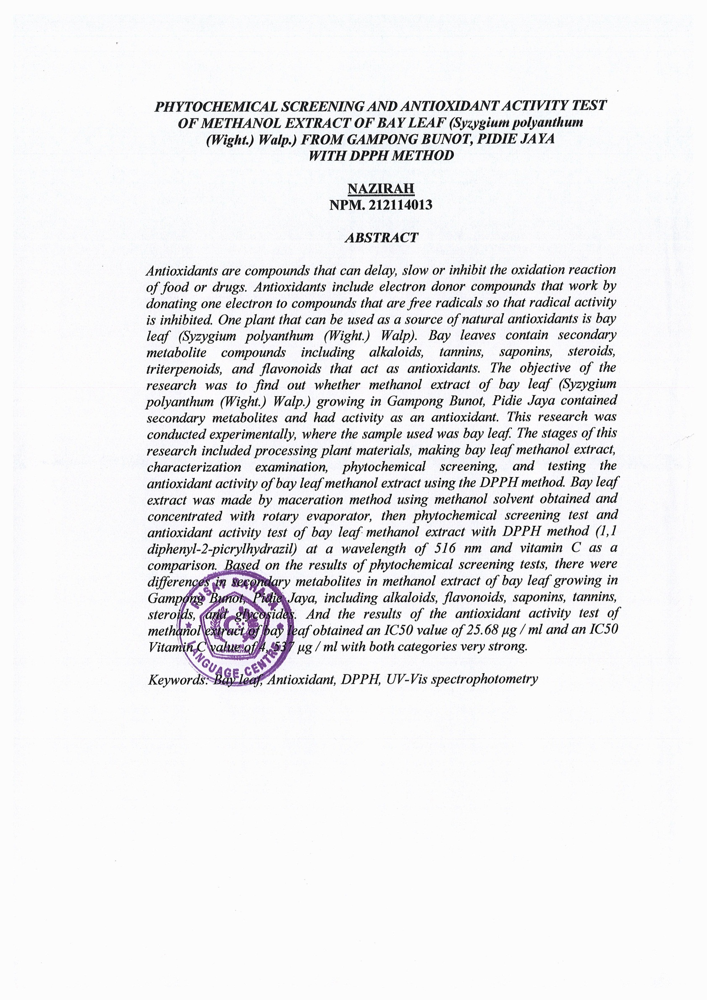 PHYTOCHEMICAL SCREENING AND ANTIOXIDANT ACTIVITY TEST
OF METHANOL EXTRACT OF BAY LEAF (Syzygium polyanthum
(Wight.) Walp.) FROM GAMPONG BUNOT, PIDIE JAYA
WITH DPPH METHOD
NAZIRAH
NPM. 212114013
ABSTRACT
Antioxidants are compounds that can delay, slow or inhibit the oxidation reaction
of food or drugs. Antioxidants include electron donor compounds that work by
donating one electron to compounds that are free radicals so that radical activity
is inhibited. One plant that can be used as a source of natural antioxidants is bay
leaf (Syzygium polyanthum (Wight.) Walp). Bay leaves contain secondary
metabolite compounds including alkaloids, tannins, saponins, steroids,
triterpenoids, and flavonoids that act as antioxidants. The objective of the
research was to find out whether methanol extract of bay leaf (Syzygium
polyanthum (Wight.) Walp.) growing in Gampong Bunot, Pidie Jaya contained
secondary metabolites and had activity as an antioxidant. This research was
conducted experimentally, where the sample used was bay leaf. The stages of this
research included processing plant materials, making bay leaf methanol extract,
characterization examination, phytochemical screening, and testing the
antioxidant activity of bay leaf methanol extract using the DPPH method. Bay leaf
extract was made by maceration method using methanol solvent obtained and
concentrated with rotary evaporator, then phytochemical screening test and
antioxidant activity test of bay leaf methanol extract with DPPH method (1,1
diphenyl-2-picrylhydrazil) at a wavelength of 516 nm and vitamin C as a
comparison. Based on the results of phytochemical screening tests, there were
differences in secondary metabolites in methanol extract of bay leaf growing in
Gampong Bunot, Pidie Jaya, including alkaloids, flavonoids, saponins, tannins,
steroids, and glycosides. And the results of the antioxidant activity test of
methanol extract of bay leaf obtained an IC50 value of 25.68 µg / ml and an IC50
Vitamin C value of 4, 537 µg / ml with both categories very strong.
Keywords: Bay leaf, Antioxidant, DPPH, UV-Vis spectrophotometry
PUSAT BAHASA
LANGUAGE CENTRE